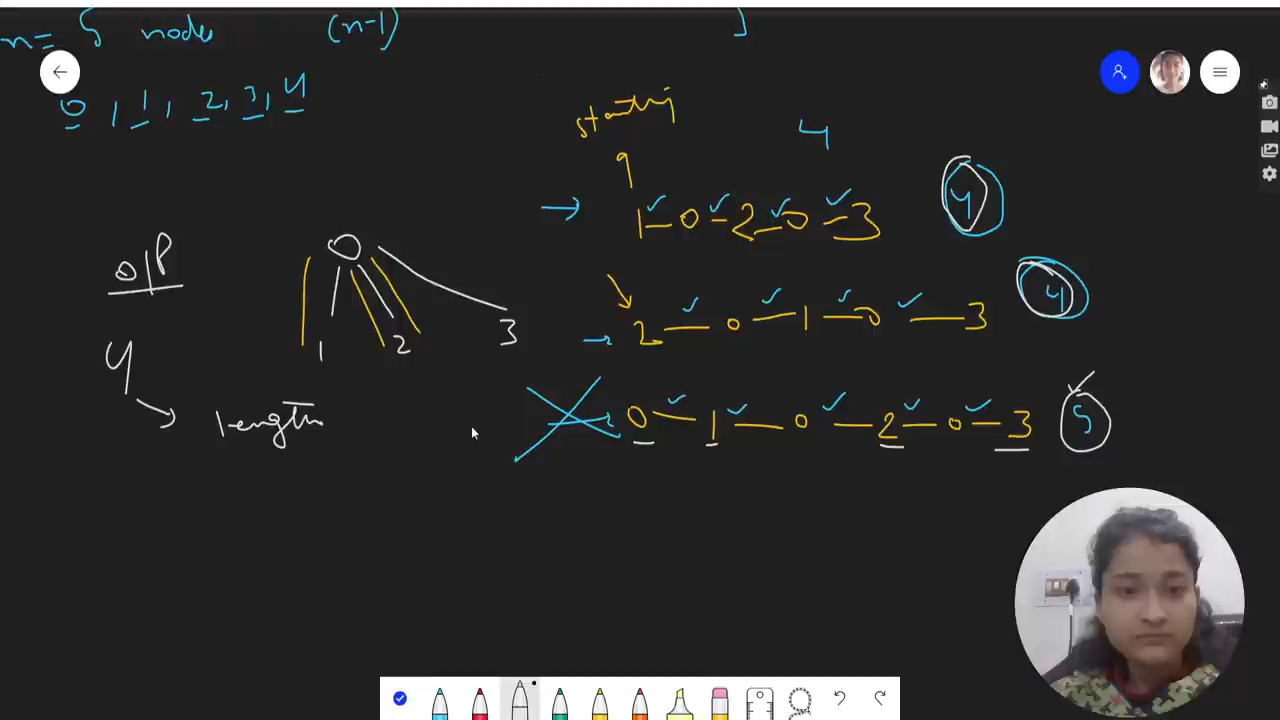 n = 5 node (n-1) ]
0, 1, 2, 3, 4
starting
4
1 - 0 - 2 - 0 - 3 4
O/P
0
2 - 0 - 1 - 0 - 3 4
1 2 3
4
length
0 - 1 - 0 - 2 - 0 - 3 5